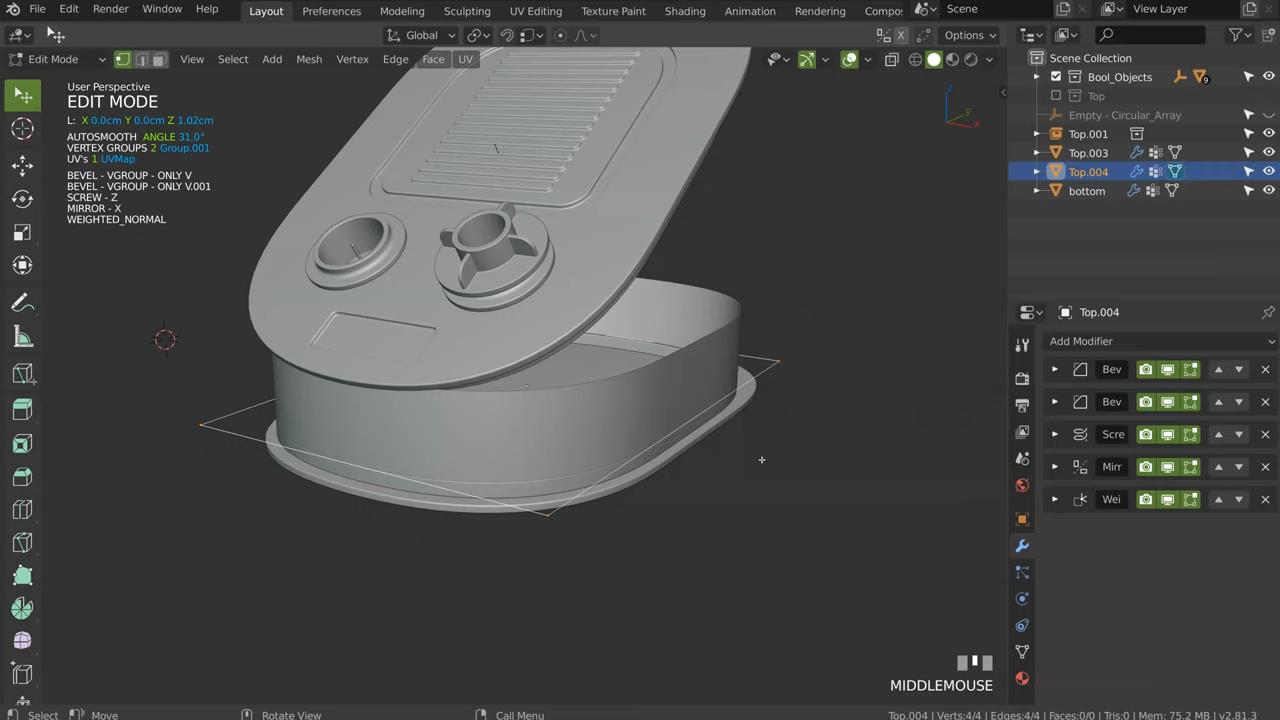 File Edit Render Window Help Layout Preferences Modeling Sculpting UV Editing Texture Paint Shading Animation Rendering Compos Scene View Layer
Global X Options
Edit Mode View Select Add Mesh Vertex Edge Face UV
User Perspective
EDIT MODE
L: X 0.0cm Y 0.0cm Z 1.02cm
AUTOSMOOTH ANGLE 31.0°
VERTEX GROUPS 2 Group.001
UV's 1 UVMap
BEVEL - VGROUP - ONLY V
BEVEL - VGROUP - ONLY V.001
SCREW - Z
MIRROR - X
WEIGHTED_NORMAL
z
y
x
Scene Collection
Bool_Objects 9
Top
Empty - Circular_Array
Top.001
Top.003
Top.004
bottom
Top.004
Add Modifier
Bev
Bev
Scre
Mirr
Wei
MIDDLEMOUSE
Select Move Rotate View Call Menu Top.004 | Verts:4/4 | Edges:4/4 | Faces:0/0 | Tris:0 | Mem: 75.2 MB | v2.81.3